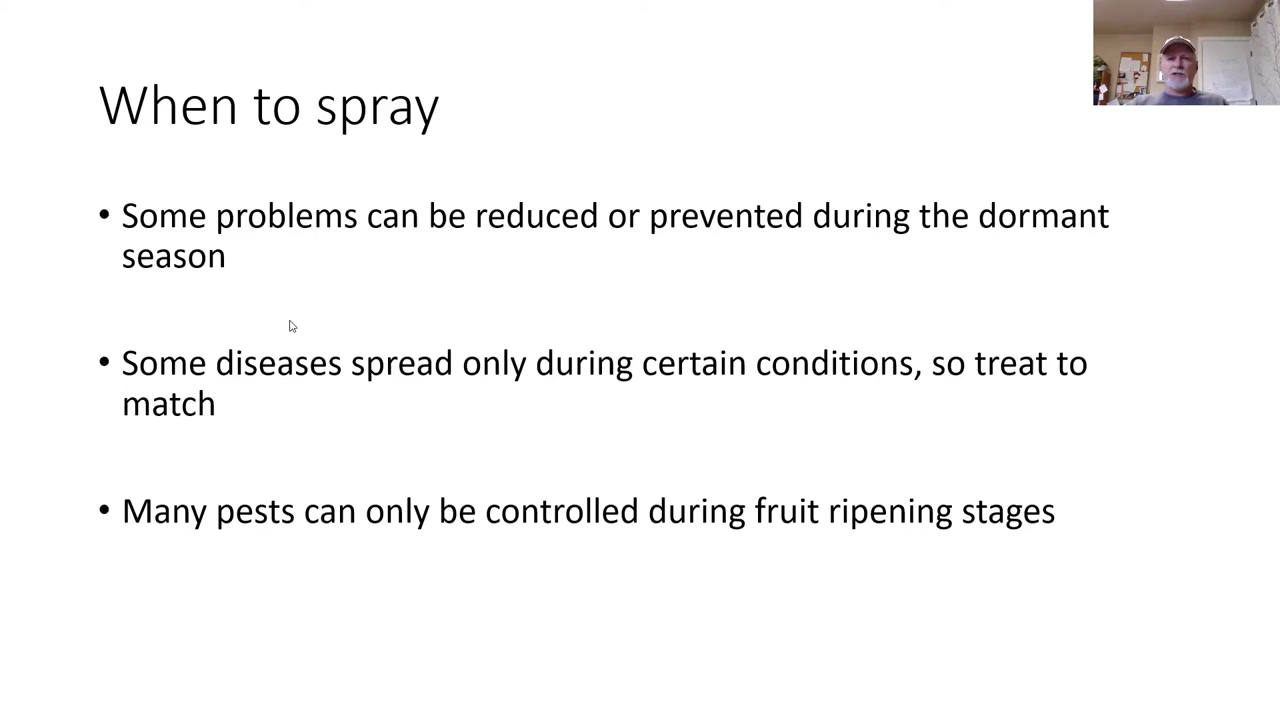 When to spray
• Some problems can be reduced or prevented during the dormant
season
• Some diseases spread only during certain conditions, so treat to
match
• Many pests can only be controlled during fruit ripening stages